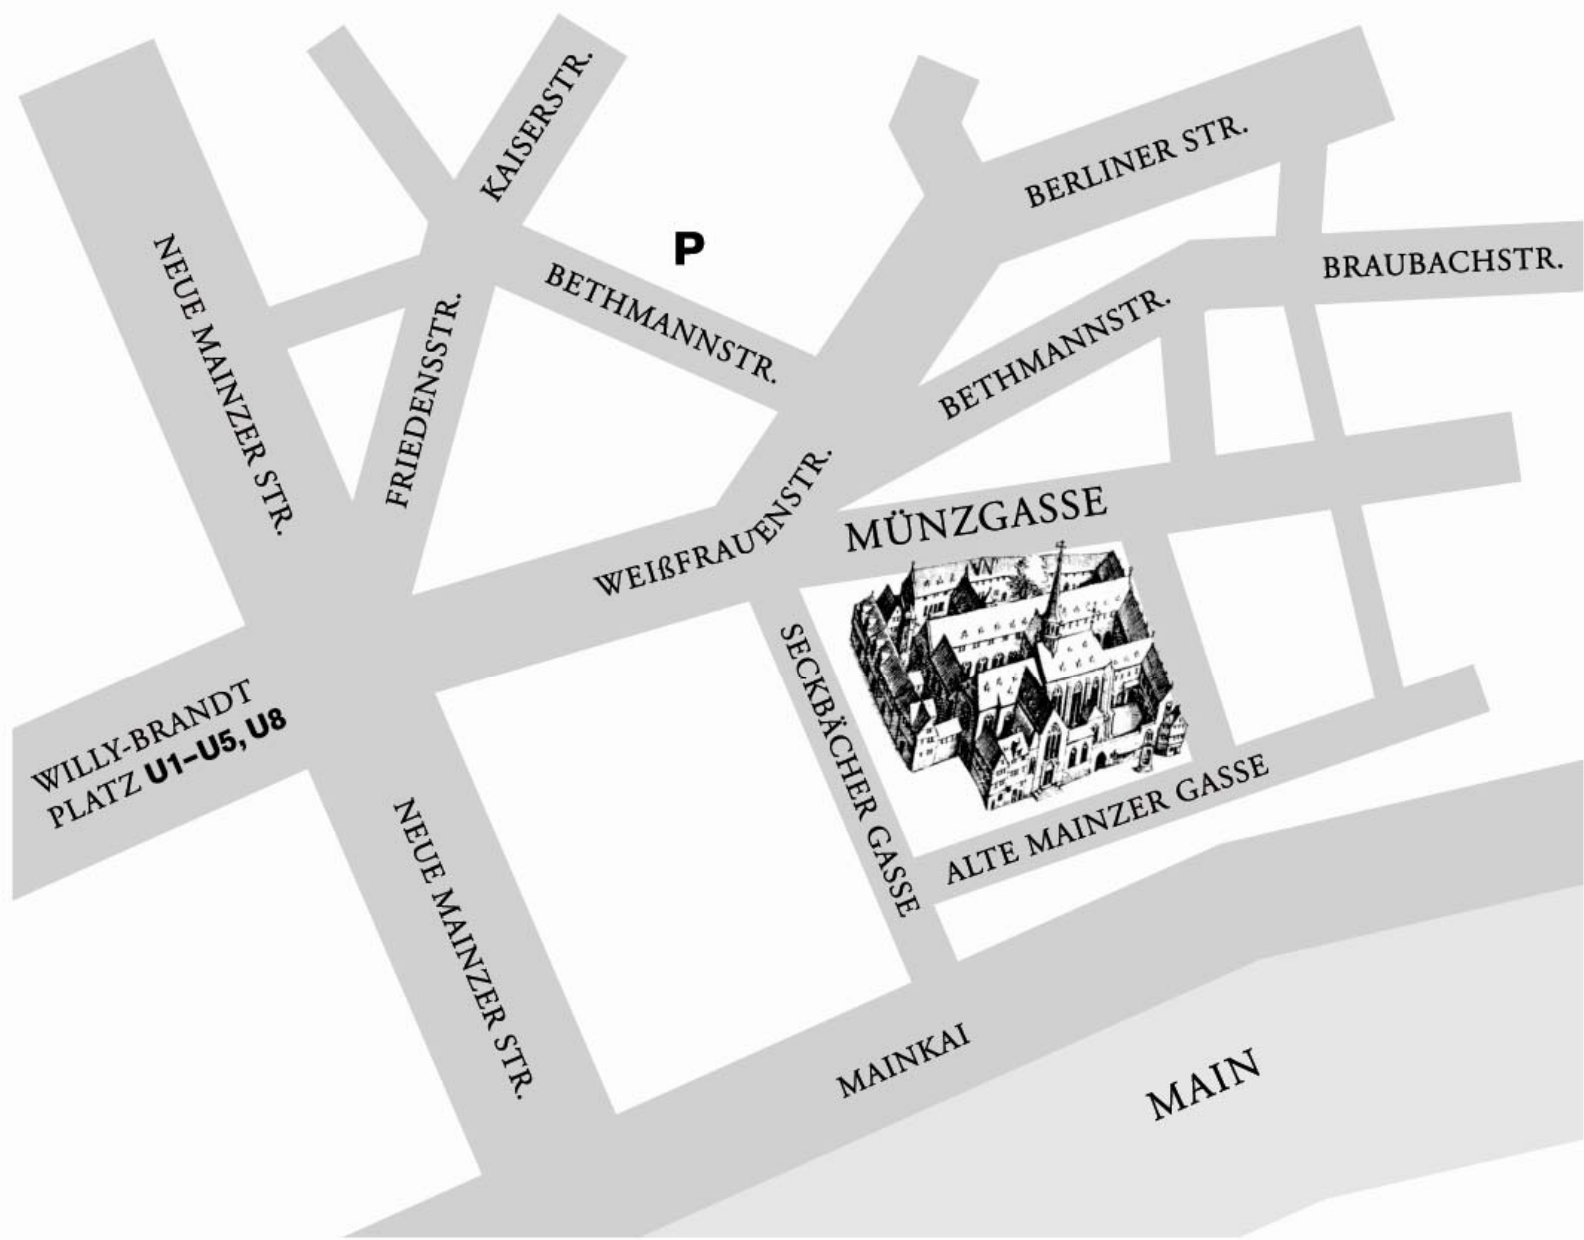 KAISERSTR.
BERLINER STR.
P
BRAUBACHSTR.
BETHMANNSTR.
NEUE MAINZER STR.
FRIEDENSSTR.
BETHMANNSTR.
WEIßFRAUENSTR.
MÜNZGASSE
SECKBÄCHER GASSE
WILLY-BRANDT
PLATZ U1–U5, U8
ALTE MAINZER GASSE
NEUE MAINZER STR.
MAINKAI
MAIN